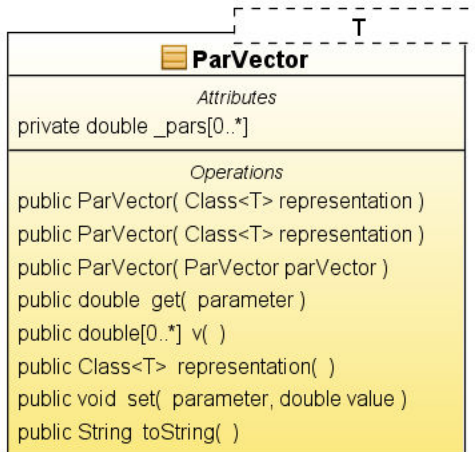 T
ParVector
Attributes
private double _pars[0..*]
Operations
public ParVector( Class<T> representation )
public ParVector( Class<T> representation )
public ParVector( ParVector parVector )
public double get( parameter )
public double[0..*] v( )
public Class<T> representation( )
public void set( parameter, double value )
public String toString( )